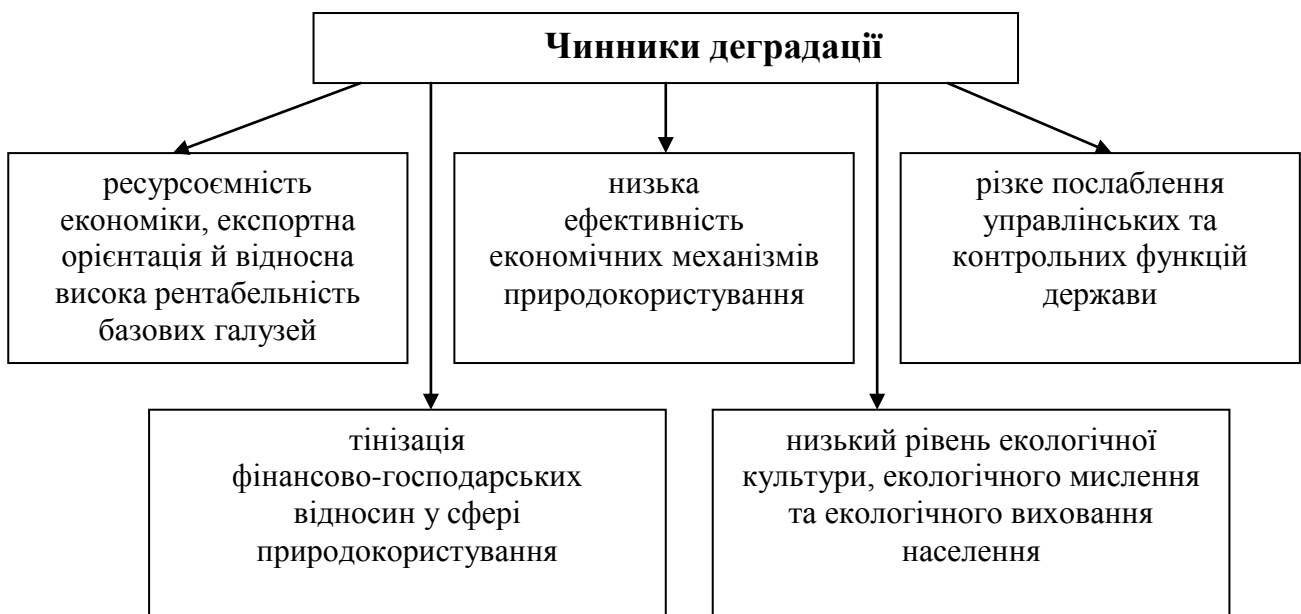 Чинники деградації
ресурсоємність
економіки, експортна
орієнтація й відносна
висока рентабельність
базових галузей
низька
ефективність
економічних механізмів
природокористування
різке послаблення
управлінських та
контрольних функцій
держави
тінізація
фінансово-господарських
відносин у сфері
природокористування
низький рівень екологічної
культури, екологічного мислення
та екологічного виховання
населення